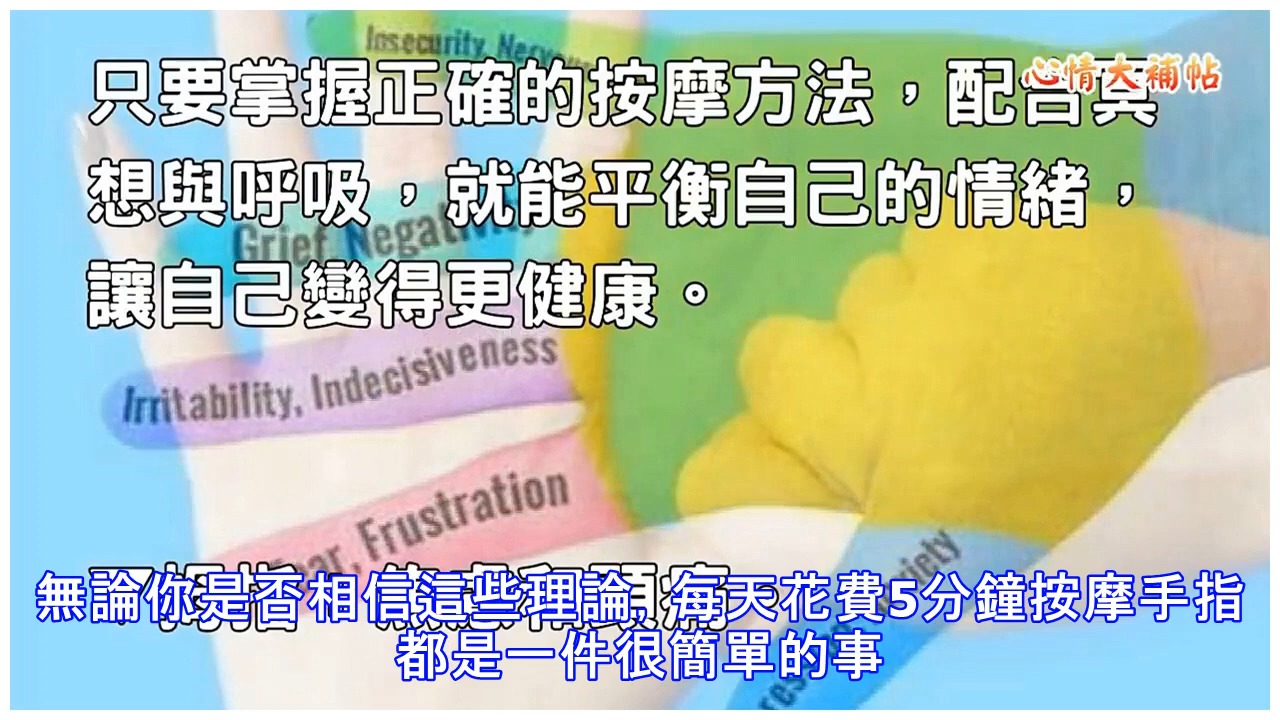 Insecurity, Nervous
心情大補帖
只要掌握正確的按摩方法，配合冥
想與呼吸，就能平衡自己的情緒，
讓自己變得更健康。
Grief, Negativity
Irritability, Indecisiveness
Fear, Frustration
無論你是否相信這些理論，每天花費5分鐘按摩手指
都是一件很簡單的事